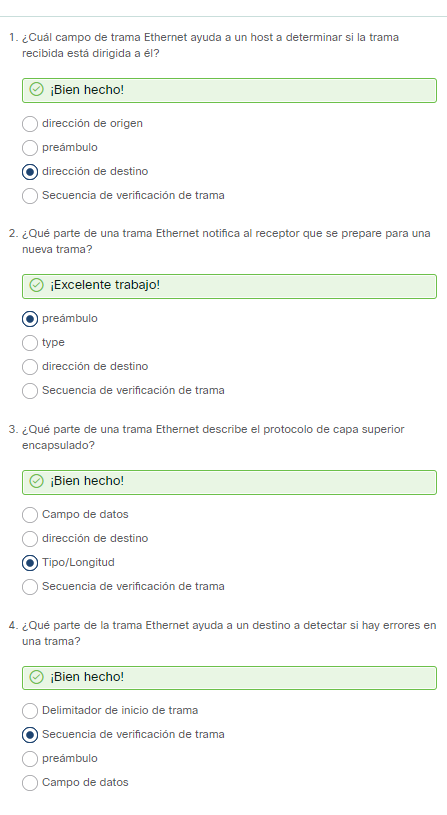 1. ¿Cuál campo de trama Ethernet ayuda a un host a determinar si la trama
recibida está dirigida a él?
¡Bien hecho!
dirección de origen
preámbulo
dirección de destino
Secuencia de verificación de trama
2. ¿Qué parte de una trama Ethernet notifica al receptor que se prepare para una
nueva trama?
¡Excelente trabajo!
preámbulo
type
dirección de destino
Secuencia de verificación de trama
3. ¿Qué parte de una trama Ethernet describe el protocolo de capa superior
encapsulado?
¡Bien hecho!
Campo de datos
dirección de destino
Tipo/Longitud
Secuencia de verificación de trama
4. ¿Qué parte de la trama Ethernet ayuda a un destino a detectar si hay errores en
una trama?
¡Bien hecho!
Delimitador de inicio de trama
Secuencia de verificación de trama
preámbulo
Campo de datos